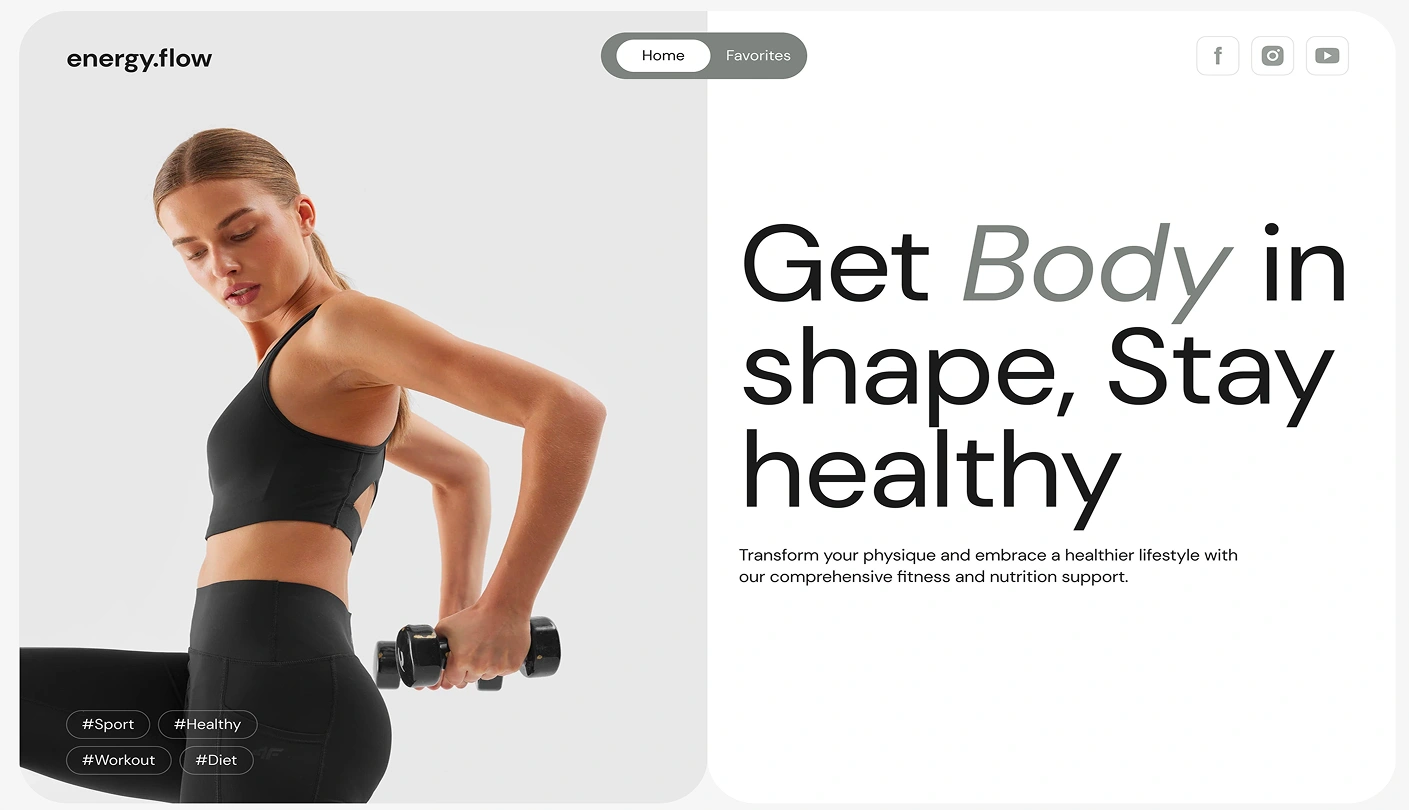 energy.flow
Home
Favorites
Get Body in
shape, Stay
healthy
Transform your physique and embrace a healthier lifestyle with
our comprehensive fitness and nutrition support.
#Sport
#Healthy
#Workout
#Diet